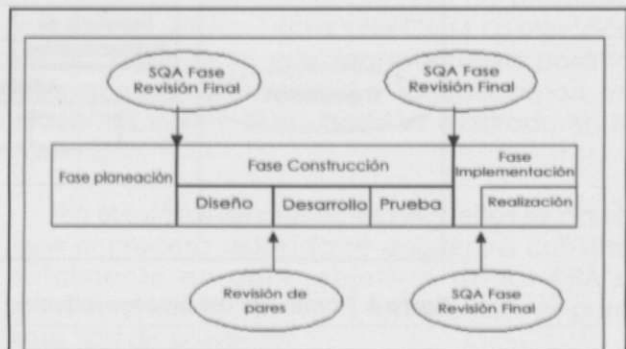 SQA Fase
Revisión Final
SQA Fase
Revisión Final
Fase planeación
Fase Construcción
Fase
Implementación
Diseño
Desarrollo
Prueba
Realización
Revisión de
pares
SQA Fase
Revisión Final